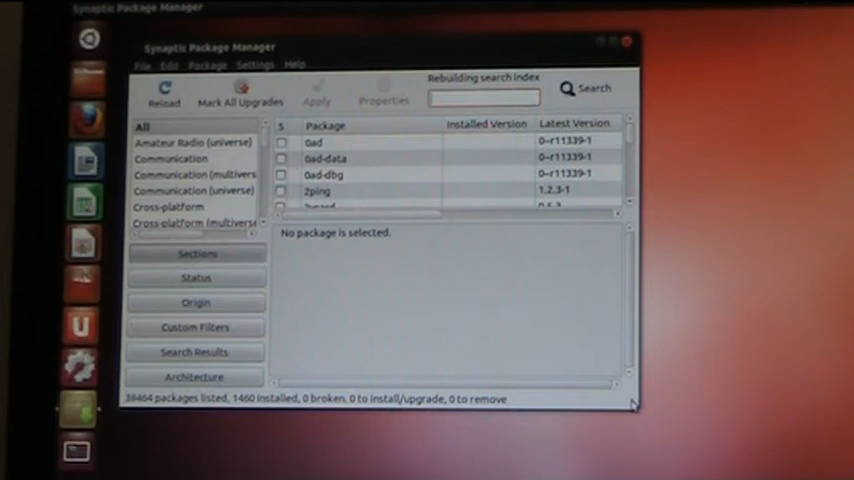 Synaptic Package Manager
Synaptic Package Manager
File Edit Package Settings Help
Reload
Mark All Upgrades
Apply
Properties
Rebuilding search index
Search
All
Amateur Radio (universe)
Communication
Communication (multivers
Communication (universe)
Cross-platform
Cross-platform (multiverse
Sections
Status
Origin
Custom Filters
Search Results
Architecture
S Package Installed Version Latest Version
0ad 0~r11339-1
0ad-data 0~r11339-1
0ad-dbg 0~r11339-1
2ping 1.2.3-1
No package is selected.
38464 packages listed, 1460 installed, 0 broken. 0 to install/upgrade, 0 to remove